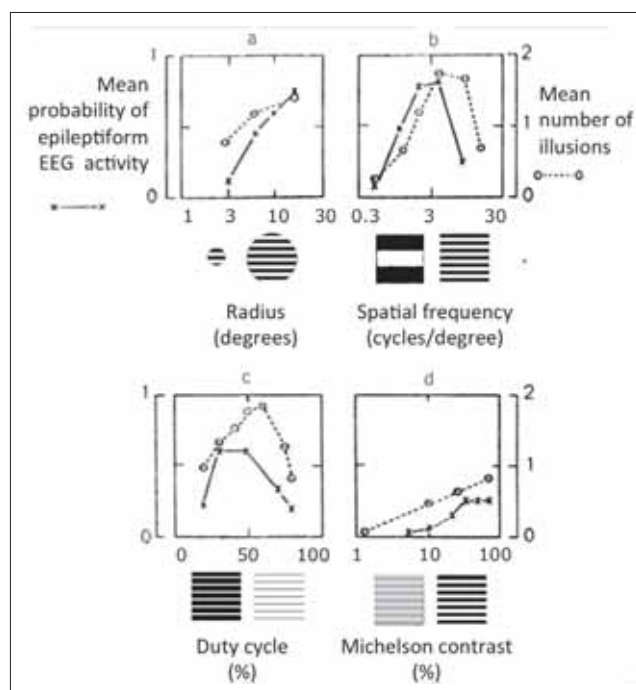 a
b
1
2
Mean
probability of
epileptiform
EEG activity
Mean
number of
illusions
1
0
0
1 3 10 30
0.3 3 30
Radius
(degrees)
Spatial frequency
(cycles/degree)
c
d
1
2
1
0
0
0 50 100
1 10 100
Duty cycle
(%)
Michelson contrast
(%)